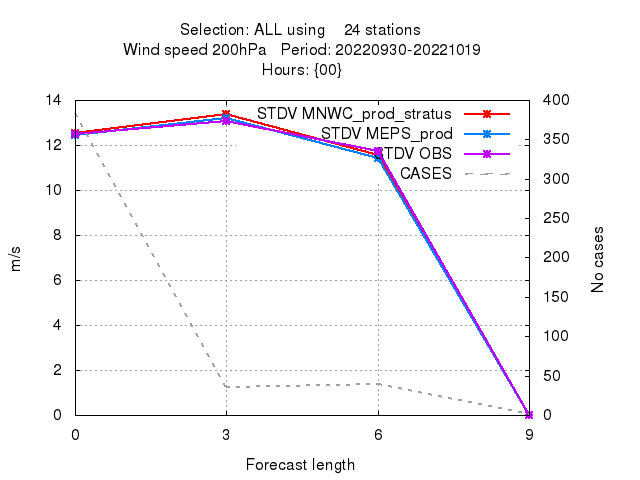 Selection: ALL using 24 stations
Wind speed 200hPa Period: 20220930-20221019
Hours: {00}
STDV MNWC_prod_stratus
STDV MEPS_prod
STDV OBS
CASES
14
12
10
8
6
4
2
0
400
350
300
250
200
150
100
50
0
m/s
No cases
0 3 6 9
Forecast length